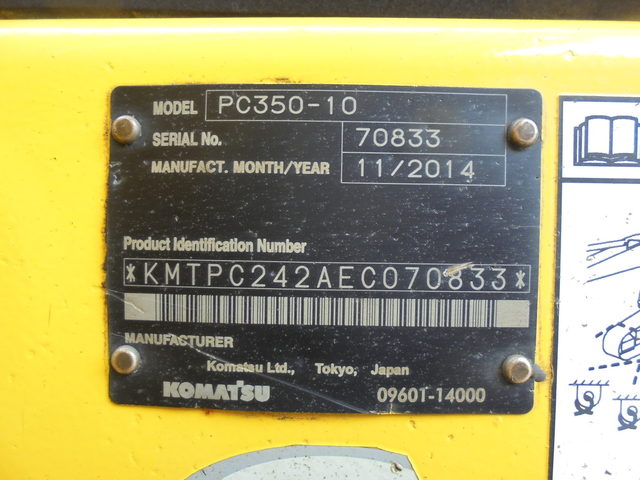 MODEL PC350-10
SERIAL No. 70833
MANUFACT. MONTH/YEAR 11/2014
Product Identification Number
*KMTPC242AEC070833*
MANUFACTURER
Komatsu Ltd., Tokyo, Japan
KOMATSU 09601-14000